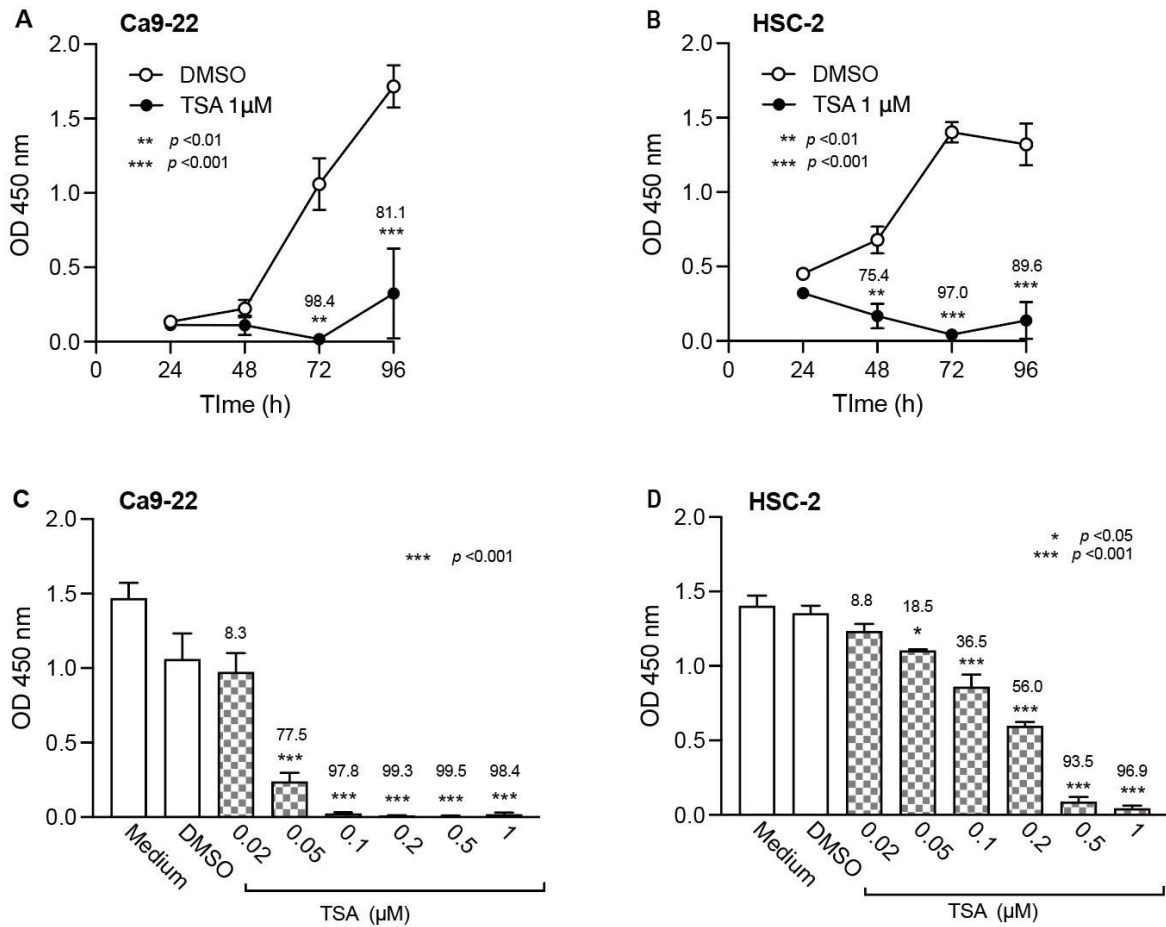 A
Ca9-22
2.0
1.5
1.0
0.5
0.0
OD 450 nm
DMSO
TSA 1µM
** p <0.01
*** p <0.001
98.4
**
81.1
***
0 24 48 72 96
TIme (h)
B
HSC-2
2.0
1.5
1.0
0.5
0.0
OD 450 nm
DMSO
TSA 1 µM
** p <0.01
*** p <0.001
75.4
**
97.0
***
89.6
***
0 24 48 72 96
TIme (h)
C
Ca9-22
2.0
1.5
1.0
0.5
0.0
OD 450 nm
*** p <0.001
8.3
77.5
***
97.8
***
99.3
***
99.5
***
98.4
***
Medium DMSO 0.02 0.05 0.1 0.2 0.5 1
TSA (µM)
D
HSC-2
2.0
1.5
1.0
0.5
0.0
OD 450 nm
* p <0.05
*** p <0.001
8.8
18.5
*
36.5
***
56.0
***
93.5
***
96.9
***
Medium DMSO 0.02 0.05 0.1 0.2 0.5 1
TSA (µM)